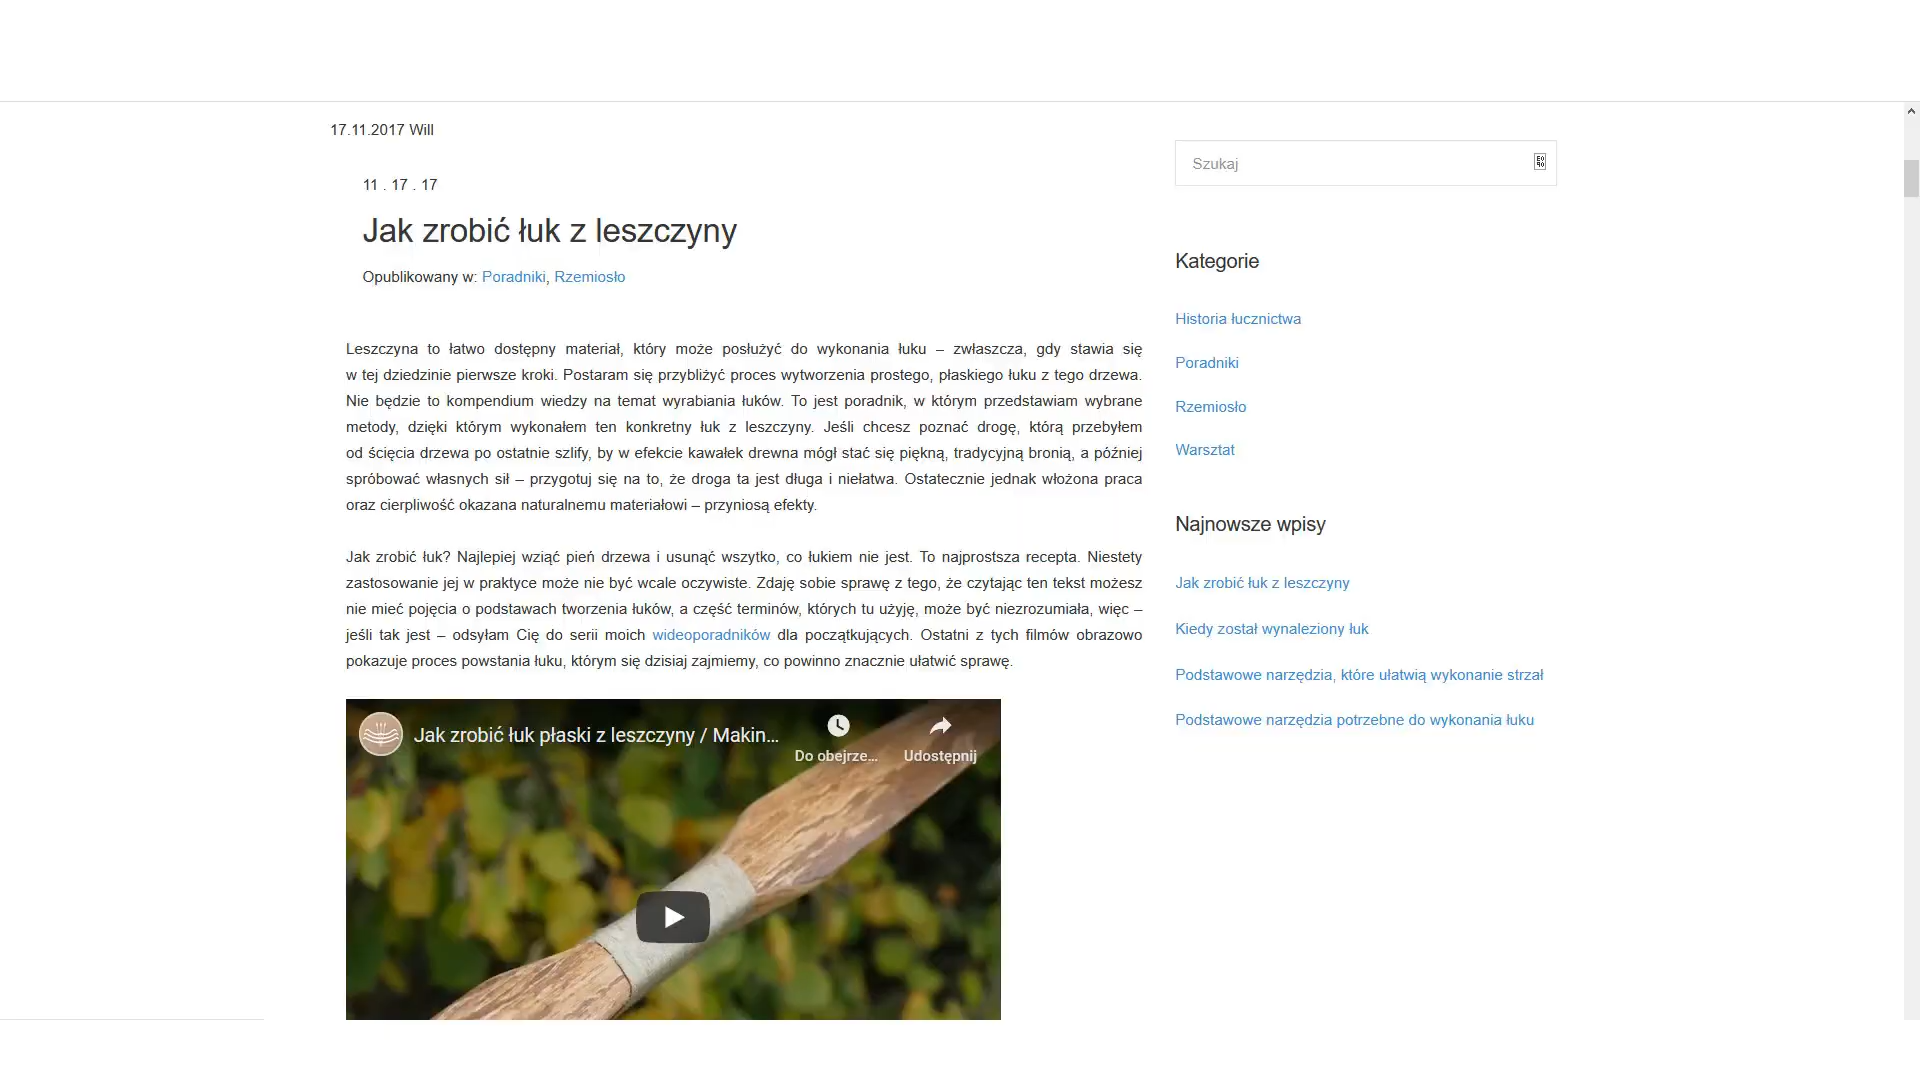 17.11.2017 Will
11 . 17 . 17
Jak zrobić łuk z leszczyny
Opublikowany w: Poradniki, Rzemiosło
Leszczyna to łatwo dostępny materiał, który może posłużyć do wykonania łuku – zwłaszcza, gdy stawia się
w tej dziedzinie pierwsze kroki. Postaram się przybliżyć proces wytworzenia prostego, płaskiego łuku z tego drzewa.
Nie będzie to kompendium wiedzy na temat wyrabiania łuków. To jest poradnik, w którym przedstawiam wybrane
metody, dzięki którym wykonałem ten konkretny łuk z leszczyny. Jeśli chcesz poznać drogę, którą przebyłem
od ścięcia drzewa po ostatnie szlify, by w efekcie kawałek drewna mógł stać się piękną, tradycyjną bronią, a później
spróbować własnych sił – przygotuj się na to, że droga ta jest długa i niełatwa. Ostatecznie jednak włożona praca
oraz cierpliwość okazana naturalnemu materiałowi – przyniosą efekty.
Jak zrobić łuk? Najlepiej wziąć pień drzewa i usunąć wszytko, co łukiem nie jest. To najprostsza recepta. Niestety
zastosowanie jej w praktyce może nie być wcale oczywiste. Zdaję sobie sprawę z tego, że czytając ten tekst możesz
nie mieć pojęcia o podstawach tworzenia łuków, a część terminów, których tu użyję, może być niezrozumiała, więc –
jeśli tak jest – odsyłam Cię do serii moich wideoporadników dla początkujących. Ostatni z tych filmów obrazowo
pokazuje proces powstania łuku, którym się dzisiaj zajmiemy, co powinno znacznie ułatwić sprawę.
Jak zrobić łuk płaski z leszczyny / Makin...
Do obejrze...
Udostępnij
Szukaj
Kategorie
Historia łucznictwa
Poradniki
Rzemiosło
Warsztat
Najnowsze wpisy
Jak zrobić łuk z leszczyny
Kiedy został wynaleziony łuk
Podstawowe narzędzia, które ułatwią wykonanie strzał
Podstawowe narzędzia potrzebne do wykonania łuku